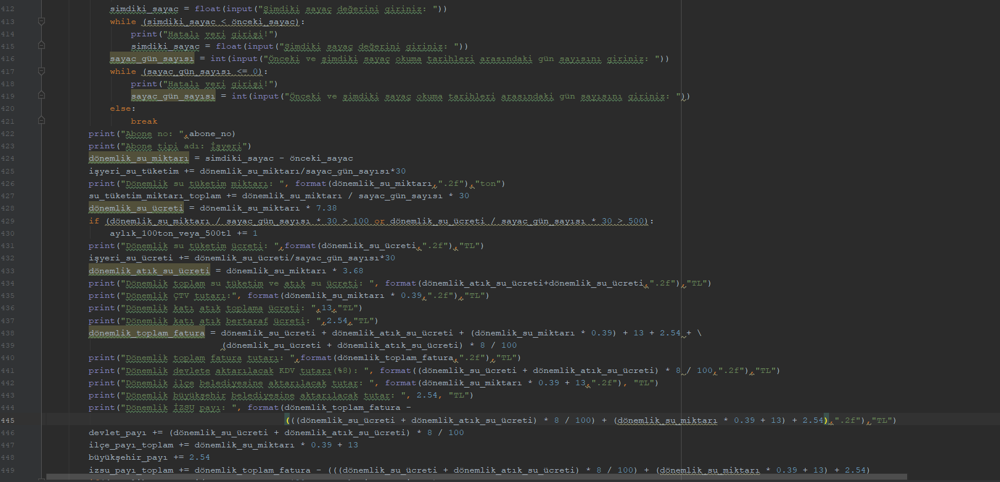 412 simdiki_sayac = float(input("Şimdiki sayaç değerini giriniz: "))
413 while (simdiki_sayac < önceki_sayac):
414 print("Hatalı veri girişi!")
415 simdiki_sayac = float(input("Şimdiki sayaç değerini giriniz: "))
416 sayac_gün_sayısı = int(input("Önceki ve şimdiki sayaç okuma tarihleri arasındaki gün sayısını giriniz: "))
417 while (sayac_gün_sayısı <= 0):
418 print("Hatalı veri girişi!")
419 sayac_gün_sayısı = int(input("Önceki ve şimdiki sayaç okuma tarihleri arasındaki gün sayısını giriniz: "))
420 else:
421 break
422 print("Abone no: ",abone_no)
423 print("Abone tipi adı: İşyeri")
424 dönemlik_su_miktarı = simdiki_sayac - önceki_sayac
425 işyeri_su_tüketim += dönemlik_su_miktarı/sayac_gün_sayısı*30
426 print("Dönemlik su tüketim miktarı: ", format(dönemlik_su_miktarı,".2f"),"ton")
427 su_tüketim_miktarı_toplam += dönemlik_su_miktarı / sayac_gün_sayısı * 30
428 dönemlik_su_ücreti = dönemlik_su_miktarı * 7.38
429 if (dönemlik_su_miktarı / sayac_gün_sayısı * 30 > 100 or dönemlik_su_ücreti / sayac_gün_sayısı * 30 > 500):
430 aylık_100ton_veya_500tl += 1
431 print("Dönemlik su tüketim ücreti: ",format(dönemlik_su_ücreti,".2f"),"TL")
432 işyeri_su_ücreti += dönemlik_su_ücreti/sayac_gün_sayısı*30
433 dönemlik_atık_su_ücreti = dönemlik_su_miktarı * 3.68
434 print("Dönemlik toplam su tüketim ve atık su ücreti: ", format(dönemlik_atık_su_ücreti+dönemlik_su_ücreti,".2f"),"TL")
435 print("Dönemlik ÇTV tutarı:", format(dönemlik_su_miktarı * 0.39,".2f"),"TL")
436 print("Dönemlik katı atık toplama ücreti: ",13,"TL")
437 print("Dönemlik katı atık bertaraf ücreti: ",2.54,"TL")
438 dönemlik_toplam_fatura = dönemlik_su_ücreti + dönemlik_atık_su_ücreti + (dönemlik_su_miktarı * 0.39) + 13 + 2.54 + \
439 (dönemlik_su_ücreti + dönemlik_atık_su_ücreti) * 8 / 100
440 print("Dönemlik toplam fatura tutarı: ",format(dönemlik_toplam_fatura,".2f"),"TL")
441 print("Dönemlik devlete aktarılacak KDV tutarı(%8): ", format((dönemlik_su_ücreti + dönemlik_atık_su_ücreti) * 8 / 100,".2f"),"TL")
442 print("Dönemlik ilçe belediyesine aktarılacak tutar: ", format(dönemlik_su_miktarı * 0.39 + 13,".2f"), "TL")
443 print("Dönemlik büyükşehir belediyesine aktarılacak tutar: ", 2.54, "TL")
444 print("Dönemlik İZSU payı: ", format(dönemlik_toplam_fatura -
445 (((dönemlik_su_ücreti + dönemlik_atık_su_ücreti) * 8 / 100) + (dönemlik_su_miktarı * 0.39 + 13) + 2.54),".2f"),"TL")
446 devlet_payı += (dönemlik_su_ücreti + dönemlik_atık_su_ücreti) * 8 / 100
447 ilçe_payı_toplam += dönemlik_su_miktarı * 0.39 + 13
448 büyükşehir_payı += 2.54
449 izsu_payı_toplam += dönemlik_toplam_fatura - (((dönemlik_su_ücreti + dönemlik_atık_su_ücreti) * 8 / 100) + (dönemlik_su_miktarı * 0.39 + 13) + 2.54)